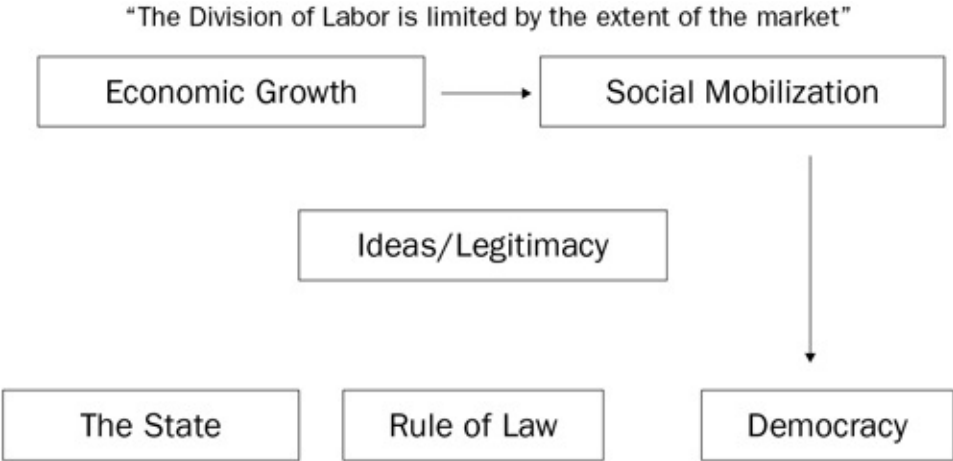 “The Division of Labor is limited by the extent of the market”
Economic Growth
Social Mobilization
Ideas/Legitimacy
The State
Rule of Law
Democracy